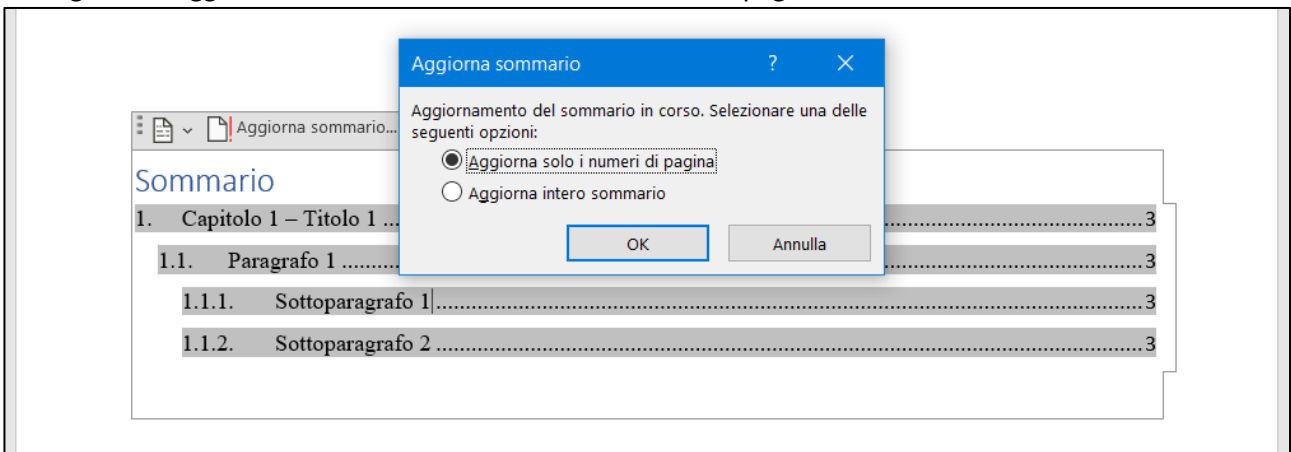 Aggiorna sommario ? ×
Aggiornamento del sommario in corso. Selezionare una delle
seguenti opzioni:
Aggiorna solo i numeri di pagina
Aggiorna intero sommario
OK Annulla
Aggiorna sommario...
Sommario
1. Capitolo 1 – Titolo 1 ... 3
1.1. Paragrafo 1 .......... 3
1.1.1. Sottoparagrafo 1 .......... 3
1.1.2. Sottoparagrafo 2 .......... 3